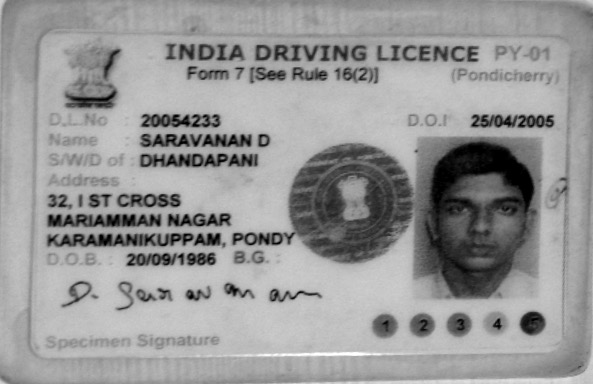 INDIA DRIVING LICENCE PY-01
Form 7 [See Rule 16(2)] (Pondicherry)
D.L.No : 20054233 D.O.I 25/04/2005
Name : SARAVANAN D
S/W/D of : DHANDAPANI
Address :
32, I ST CROSS
MARIAMMAN NAGAR
KARAMANIKUPPAM, PONDY
D.O.B. : 20/09/1986 B.G. :
D. Saravanan
1 2 3 4 5
Specimen Signature